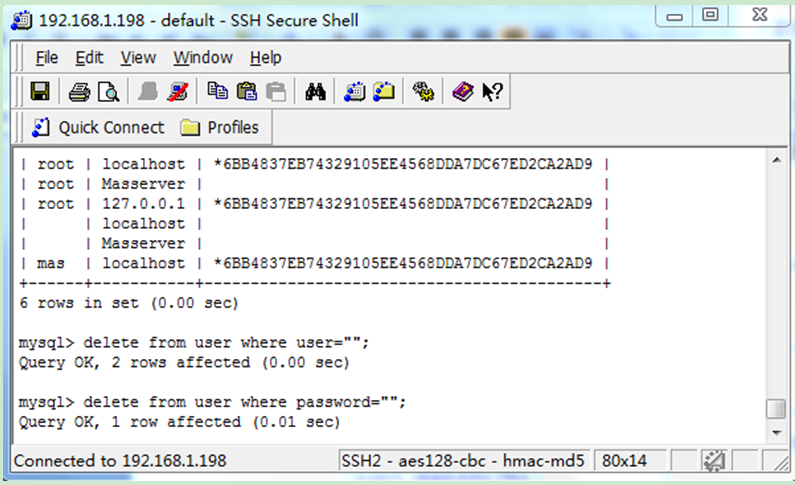 192.168.1.198 - default - SSH Secure Shell
File Edit View Window Help
Quick Connect Profiles
| root | localhost | *6BB4837EB74329105EE4568DDA7DC67ED2CA2AD9 |
| root | Masserver | |
| root | 127.0.0.1 | *6BB4837EB74329105EE4568DDA7DC67ED2CA2AD9 |
| | localhost | |
| | Masserver | |
| mas | localhost | *6BB4837EB74329105EE4568DDA7DC67ED2CA2AD9 |
+------+-----------+-------------------------------------------+
6 rows in set (0.00 sec)
mysql> delete from user where user="";
Query OK, 2 rows affected (0.00 sec)
mysql> delete from user where password="";
Query OK, 1 row affected (0.01 sec)
Connected to 192.168.1.198 SSH2 - aes128-cbc - hmac-md5 80x14